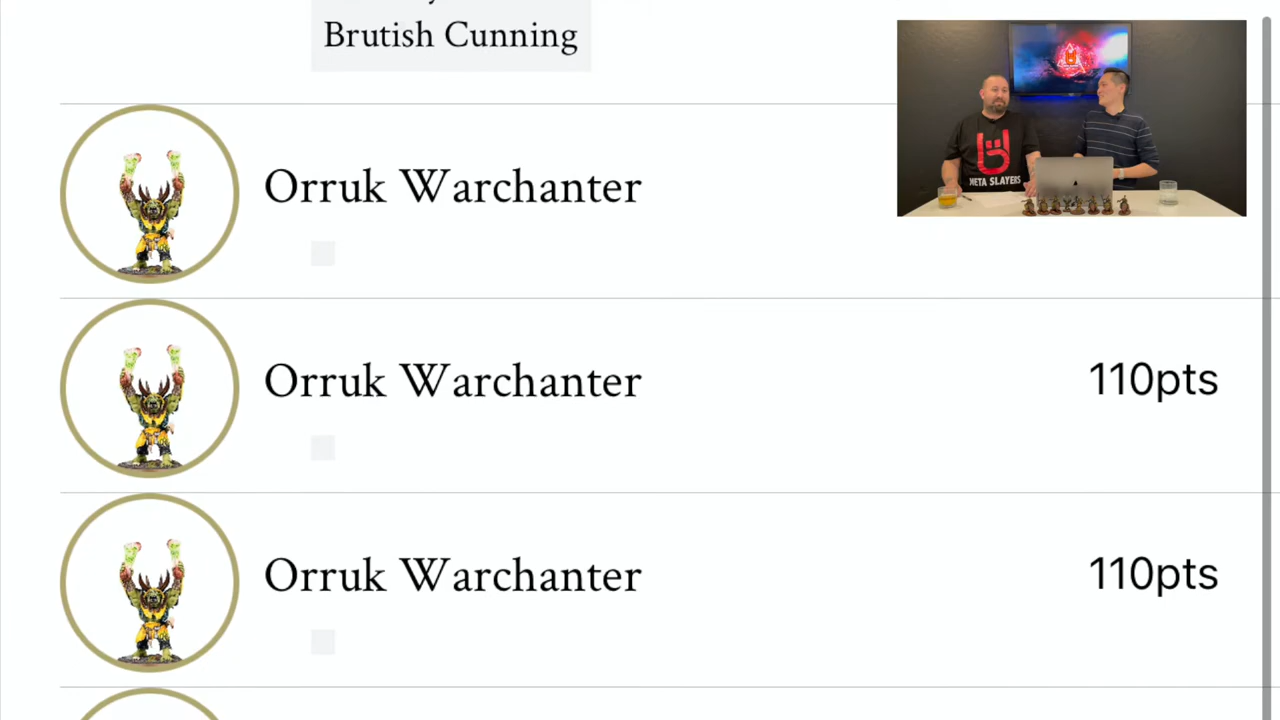 Brutish Cunning
Orruk Warchanter
Orruk Warchanter
110pts
Orruk Warchanter
110pts
META SLAYERS